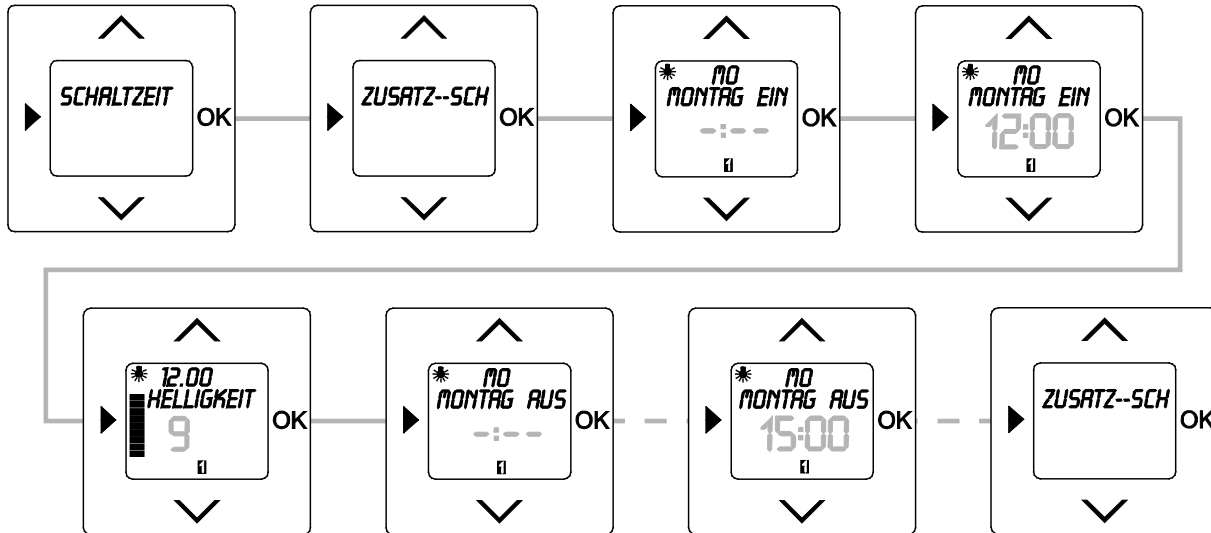 SCHALTZEIT
OK
ZUSATZ--SCH
OK
MO
MONTAG EIN
-:--
1
OK
MO
MONTAG EIN
12:00
1
OK
12.00
HELLIGKEIT
9
1
OK
MO
MONTAG AUS
-:--
1
OK
MO
MONTAG AUS
15:00
1
OK
ZUSATZ--SCH
OK